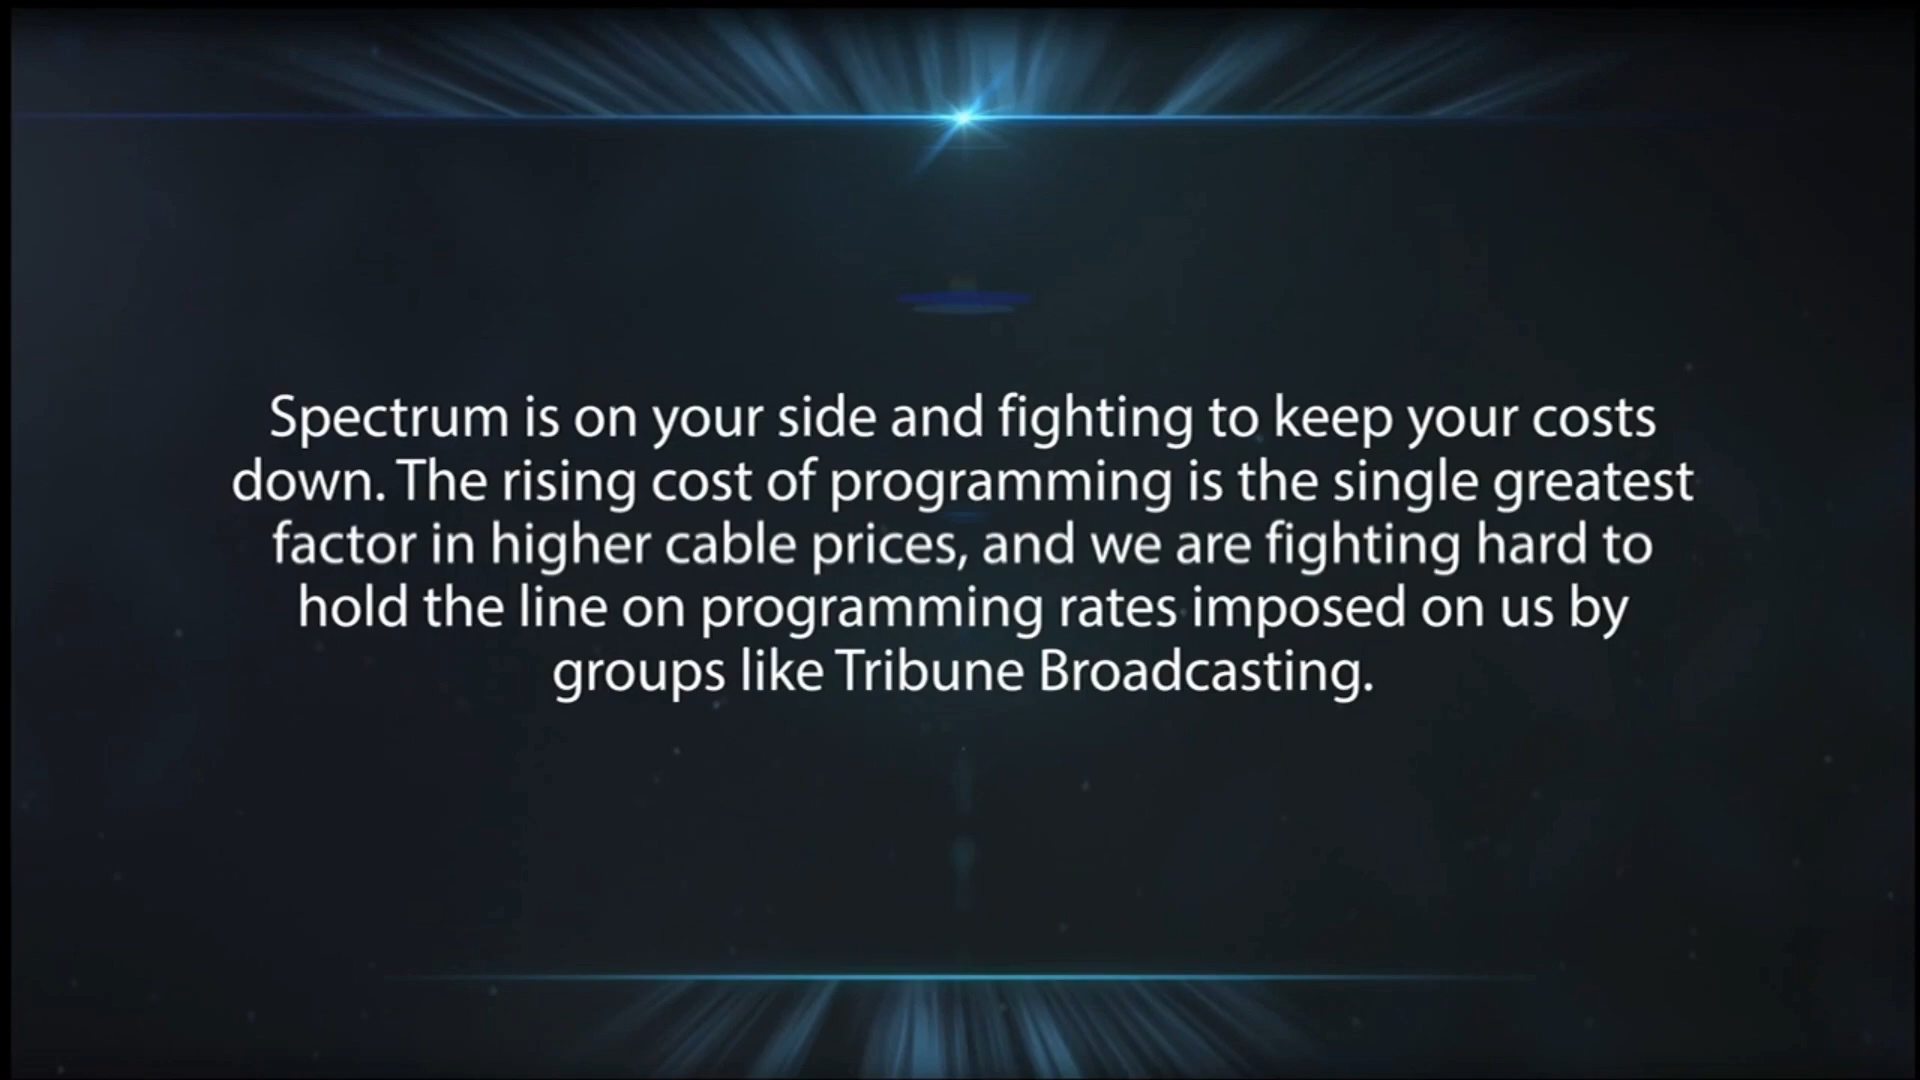 Spectrum is on your side and fighting to keep your costs
down. The rising cost of programming is the single greatest
factor in higher cable prices, and we are fighting hard to
hold the line on programming rates imposed on us by
groups like Tribune Broadcasting.